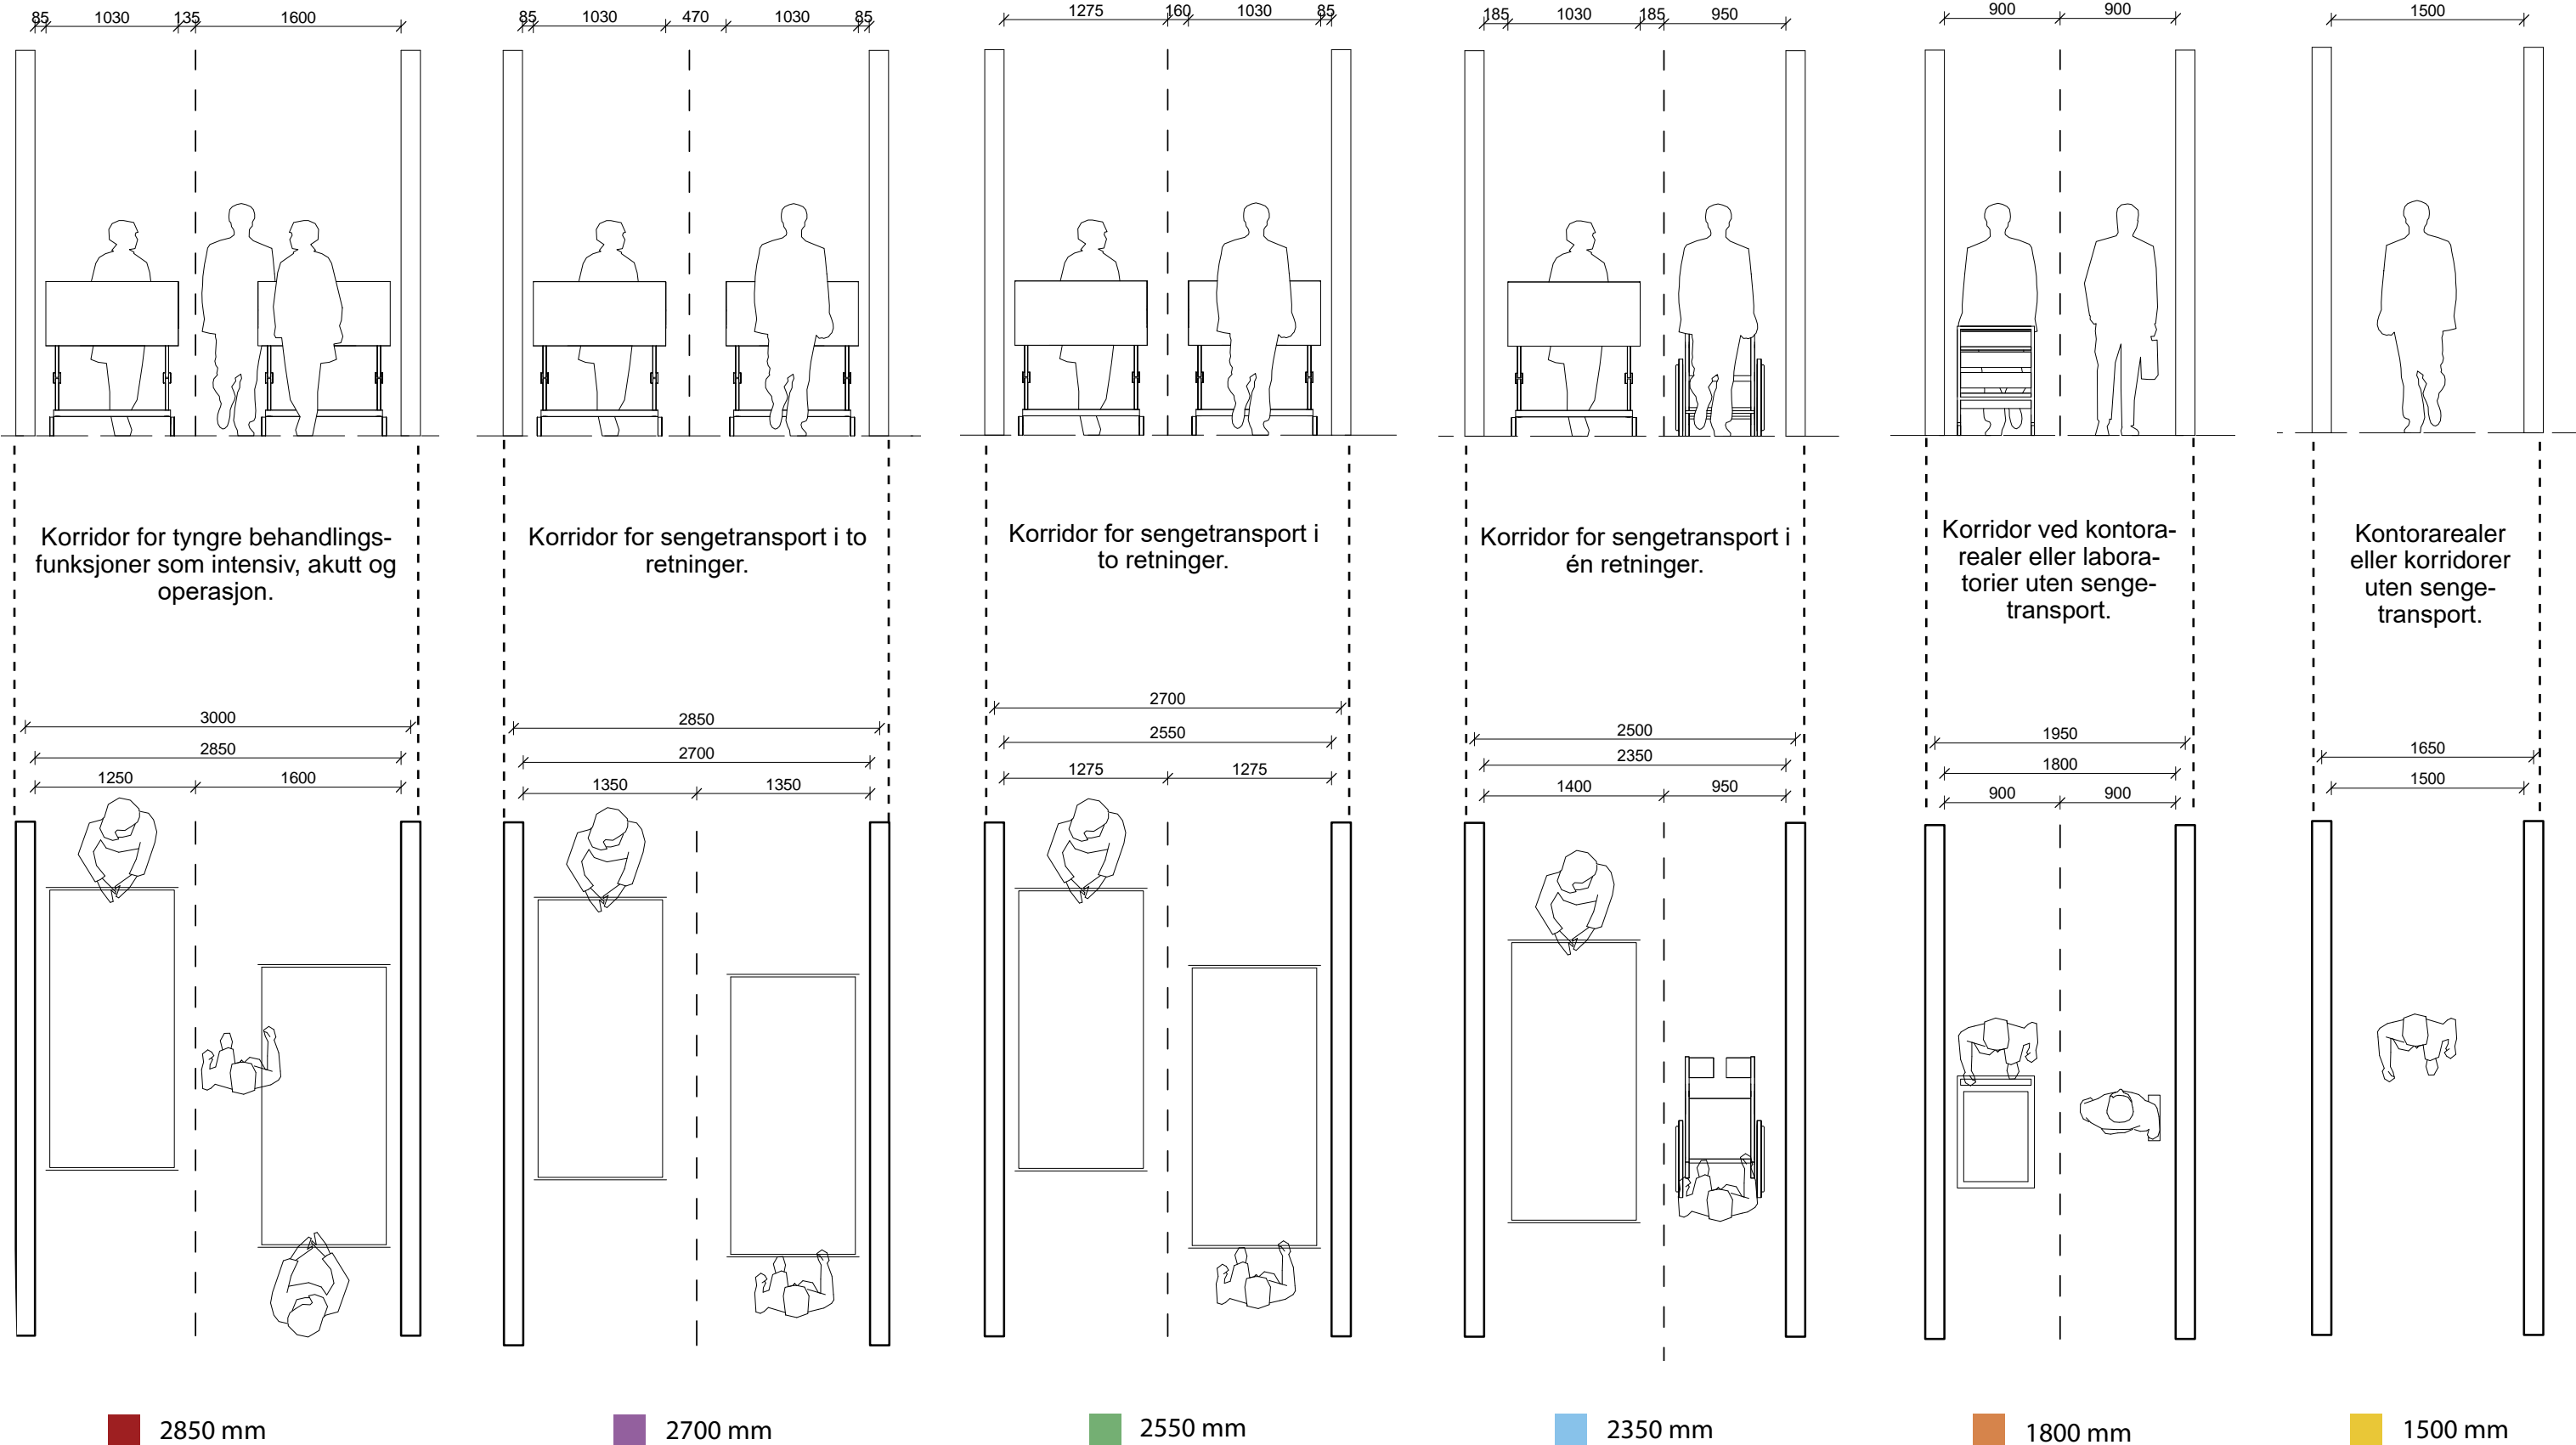 85 1030 135 1600
85 1030 470 1030 85
1275 160 1030 85
185 1030 185 950
900 900
1500
Korridor for tyngre behandlings-
funksjoner som intensiv, akutt og
operasjon.
Korridor for sengetransport i to
retninger.
Korridor for sengetransport i
to retninger.
Korridor for sengetransport i
én retninger.
Korridor ved kontora-
realer eller labora-
torier uten senge-
transport.
Kontorarealer
eller korridorer
uten senge-
transport.
3000
2850
1250 1600
2850
2700
1350 1350
2700
2550
1275 1275
2500
2350
1400 950
1950
1800
900 900
1650
1500
2850 mm
2700 mm
2550 mm
2350 mm
1800 mm
1500 mm